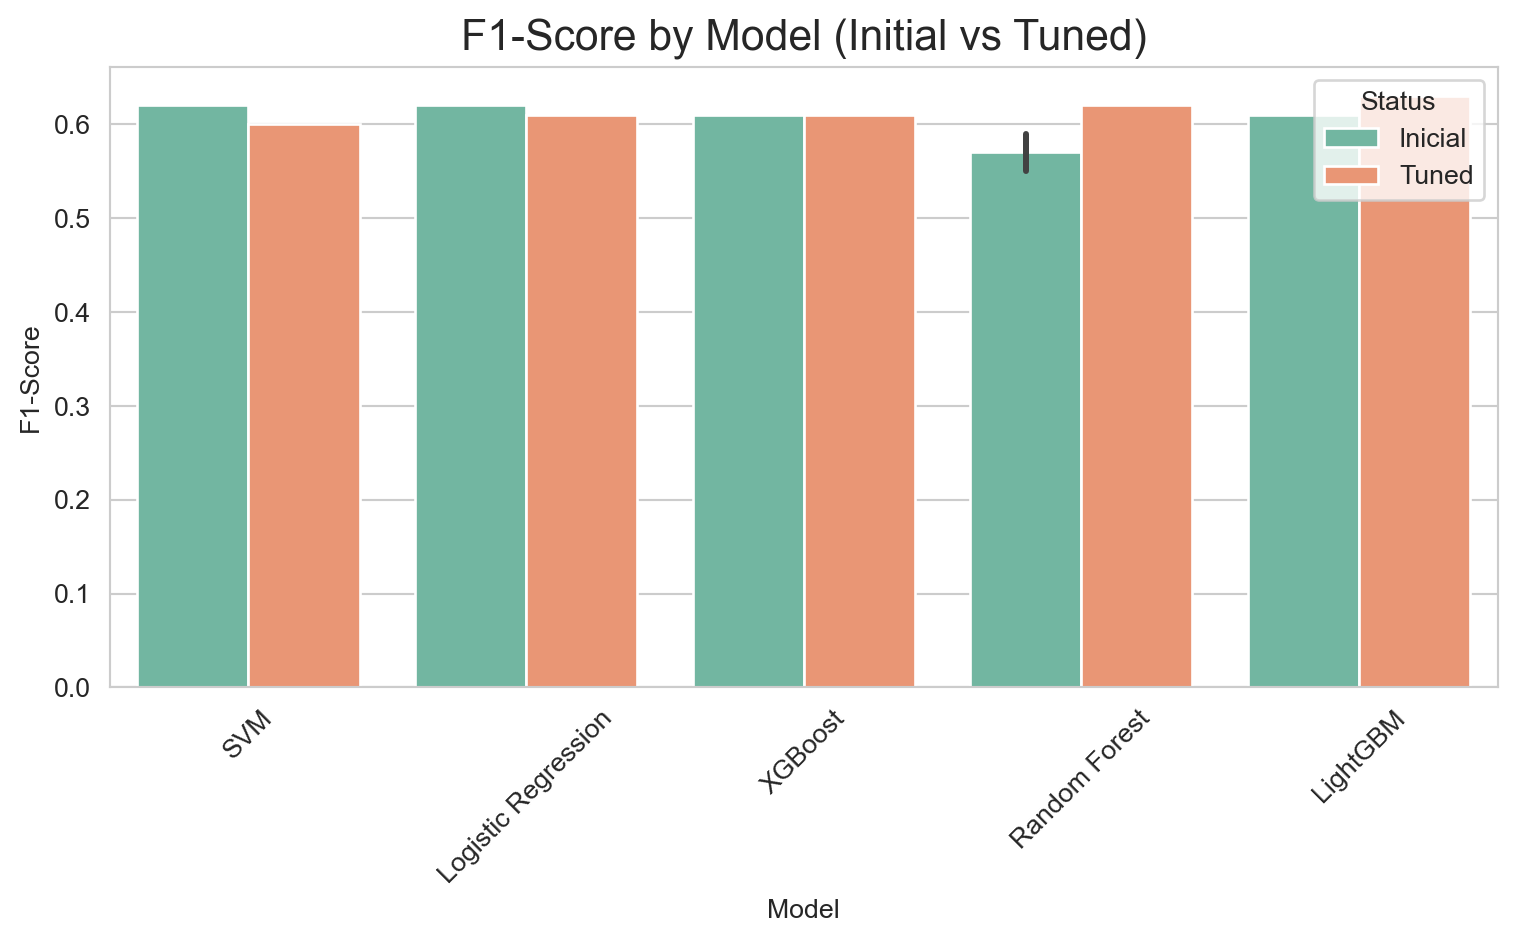 F1-Score by Model (Initial vs Tuned)
Status
Inicial
Tuned
F1-Score
0.6
0.5
0.4
0.3
0.2
0.1
0.0
SVM
Logistic Regression
XGBoost
Random Forest
LightGBM
Model